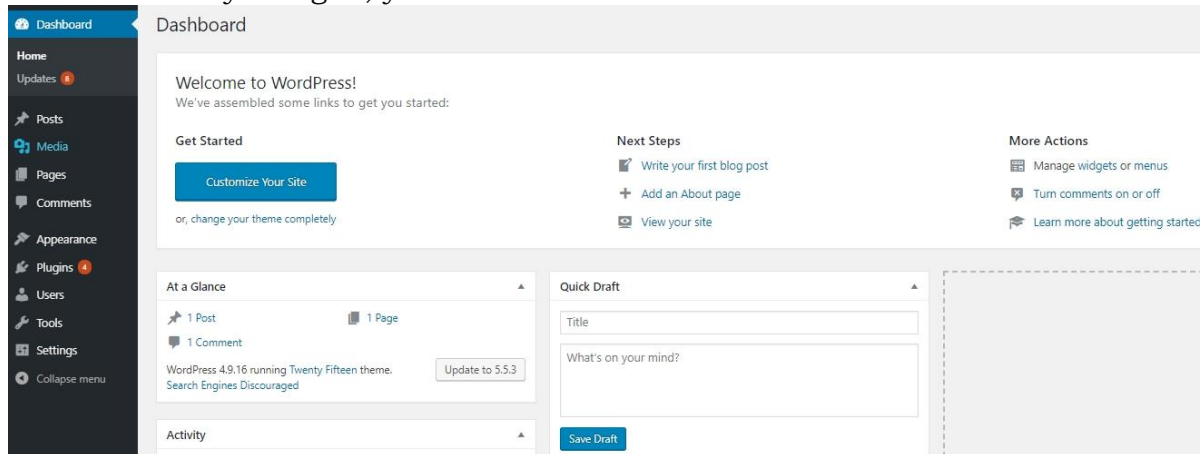 Dashboard
Home
Updates 6
Posts
Media
Pages
Comments
Appearance
Plugins 4
Users
Tools
Settings
Collapse menu
Dashboard
Welcome to WordPress!
We've assembled some links to get you started:
Get Started
Customize Your Site
or, change your theme completely
Next Steps
Write your first blog post
Add an About page
View your site
More Actions
Manage widgets or menus
Turn comments on or off
Learn more about getting started
At a Glance
1 Post
1 Page
1 Comment
WordPress 4.9.16 running Twenty Fifteen theme.
Update to 5.5.3
Search Engines Discouraged
Activity
Quick Draft
Title
What's on your mind?
Save Draft